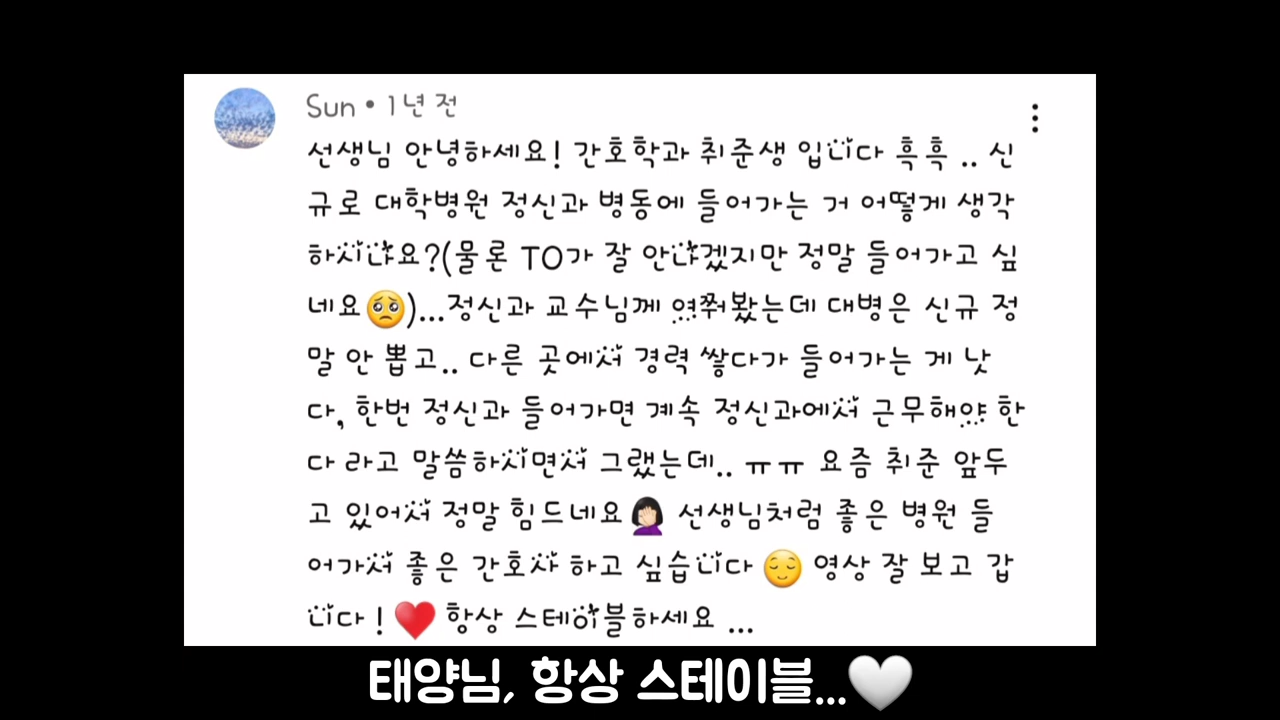 Sun • 1년 전
선생님 안녕하세요! 간호학과 취준생 입니다 흑흑 .. 신
규로 대학병원 정신과 병동에 들어가는 거 어떻게 생각
하시나요?(물론 TO가 잘 안나겠지만 정말 들어가고 싶
네요🥺)...정신과 교수님께 여쭤봤는데 대병은 신규 정
말 안 뽑고.. 다른 곳에서 경력 쌓다가 들어가는 게 낫
다, 한번 정신과 들어가면 계속 정신과에서 근무해야 한
다 라고 말씀하시면서 그랬는데.. ㅠㅠ 요즘 취준 앞두
고 있어서 정말 힘드네요🤦🏻‍♀️ 선생님처럼 좋은 병원 들
어가서 좋은 간호사 하고 싶습니다 😌 영상 잘 보고 갑
니다 ! ♥️ 항상 스테이블하세요 ...
태양님, 항상 스테이블...🤍